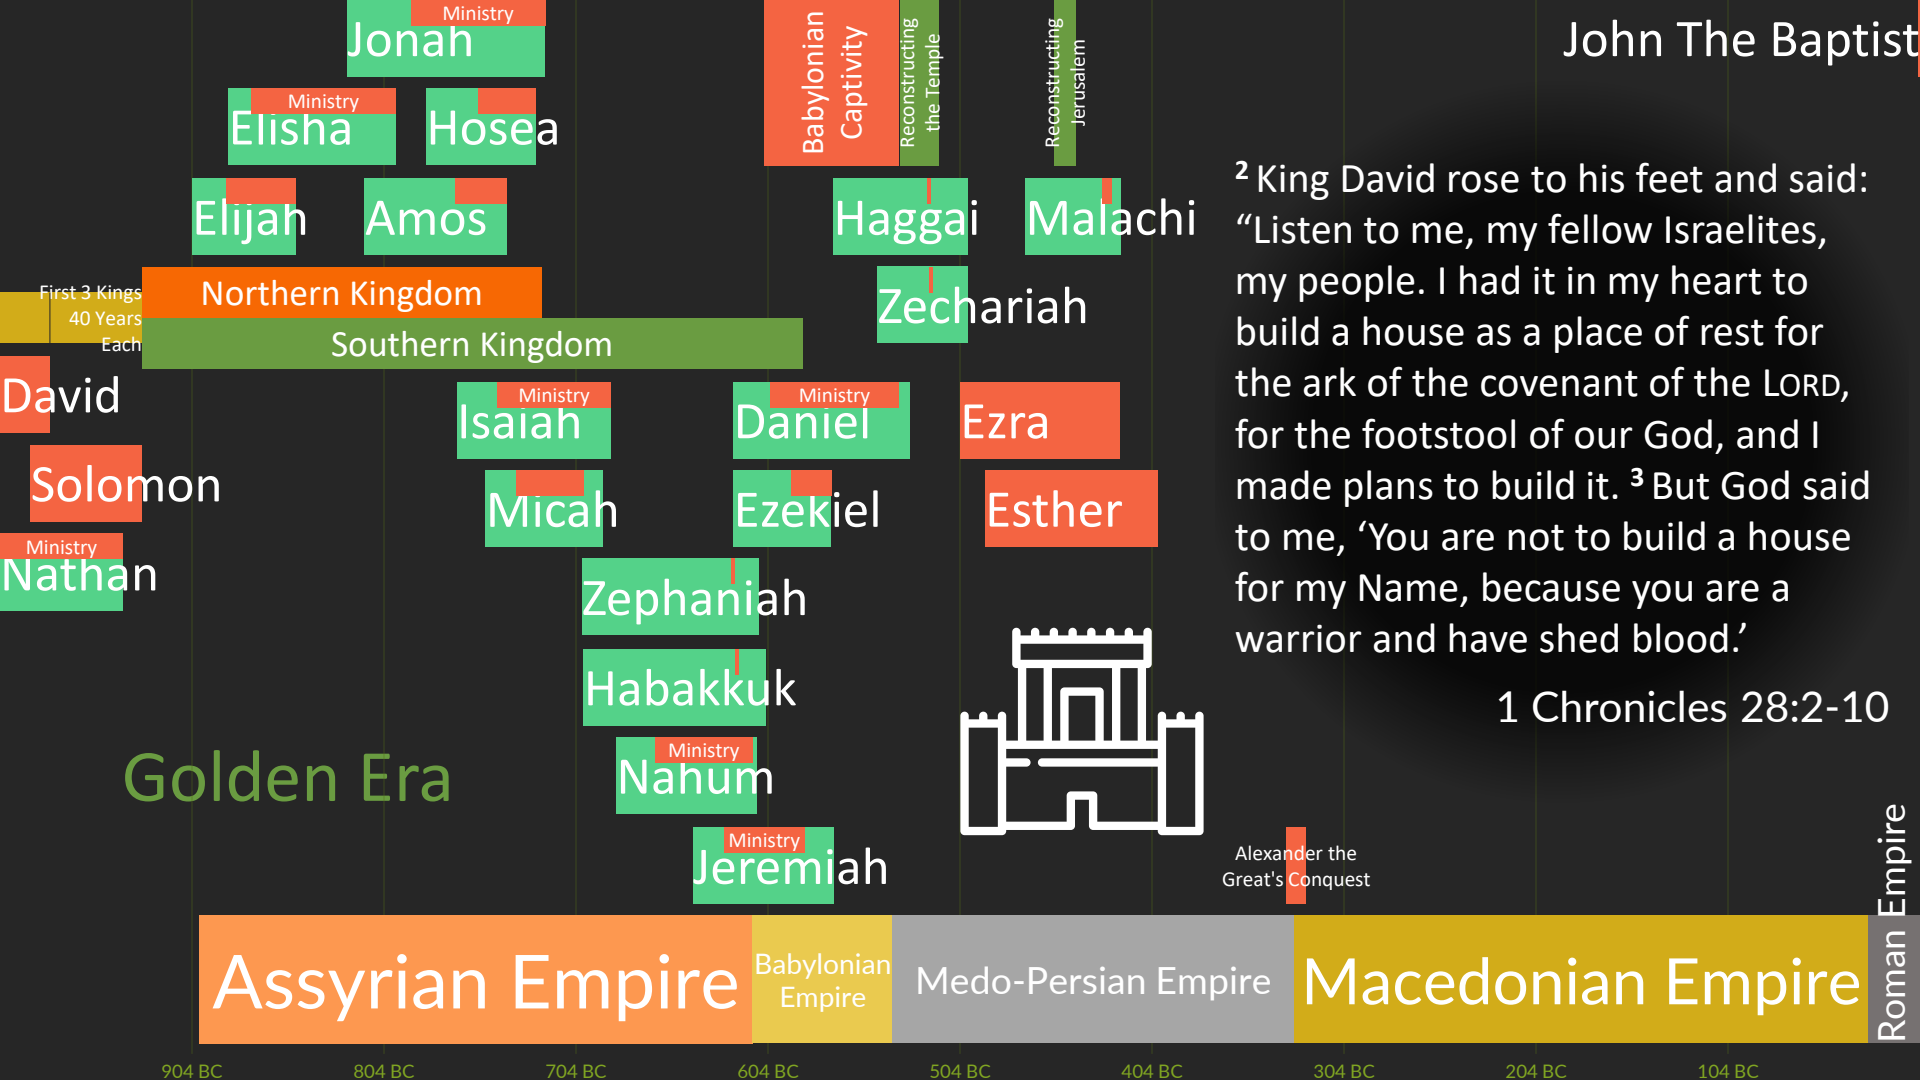 Ministry
Jonah
Ministry
Elisha
Hosea
Elijah
Amos
Babylonian
Captivity
Reconstructing
the Temple
Reconstructing
Jerusalem
John The Baptist
Haggai
Malachi
Zechariah
First 3 Kings
40 Years
Each
Northern Kingdom
Southern Kingdom
David
Solomon
Ministry
Nathan
Ministry
Isaiah
Micah
Ministry
Daniel
Ezekiel
Ezra
Esther
Zephaniah
Habakkuk
Ministry
Nahum
Ministry
Jeremiah
Golden Era
2 King David rose to his feet and said:
“Listen to me, my fellow Israelites,
my people. I had it in my heart to
build a house as a place of rest for
the ark of the covenant of the LORD,
for the footstool of our God, and I
made plans to build it. 3 But God said
to me, ‘You are not to build a house
for my Name, because you are a
warrior and have shed blood.’
1 Chronicles 28:2-10
Alexander the
Great's Conquest
Assyrian Empire
Babylonian
Empire
Medo-Persian Empire
Macedonian Empire
Roman Empire
904 BC
804 BC
704 BC
604 BC
504 BC
404 BC
304 BC
204 BC
104 BC